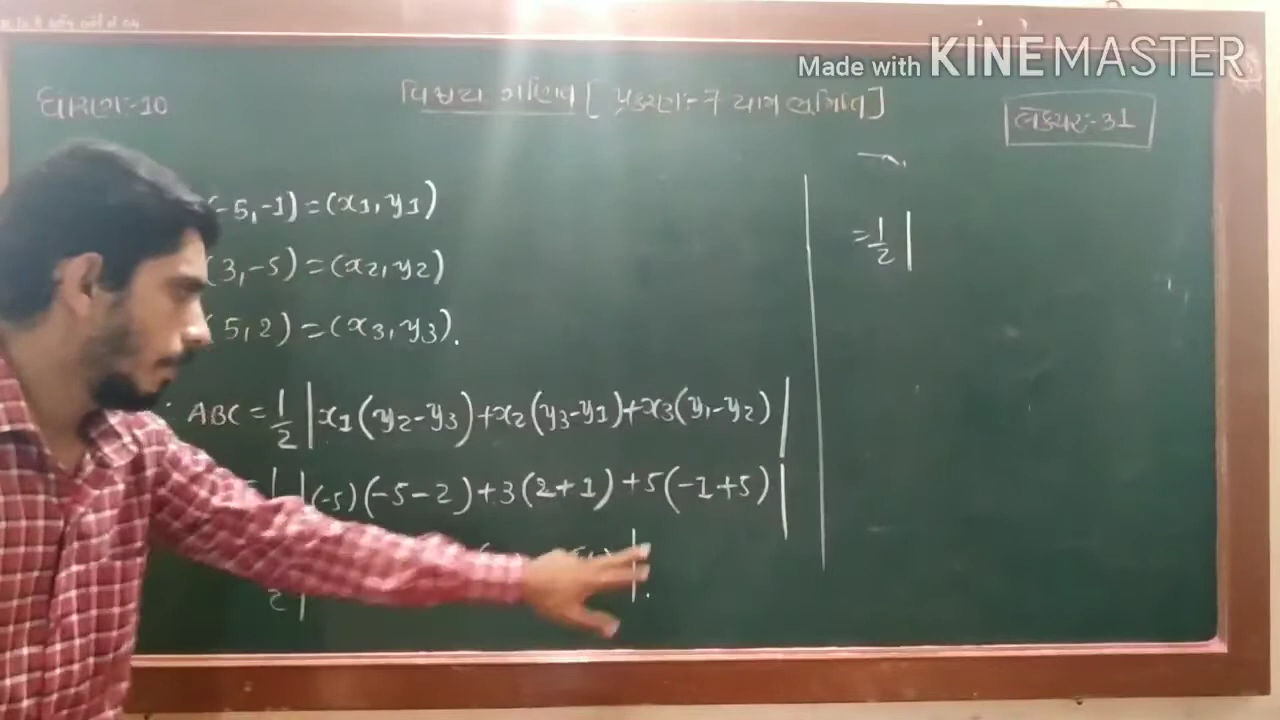 Made with KINEMASTER
ધોરણ:-10
વિષય ગણિત [ પ્રકરણ:-7 યામ ભૂમિતિ ]
લેક્ચર:-31
(-5,-1)=(x1,y1)
(3,-5)=(x2,y2)
(5,2)=(x3,y3).
ABC = 1/2 |x1(y2-y3)+x2(y3-y1)+x3(y1-y2)|
|(-5)(-5-2)+3(2+1)+5(-1+5)|
2 | |.
= 1/2 |